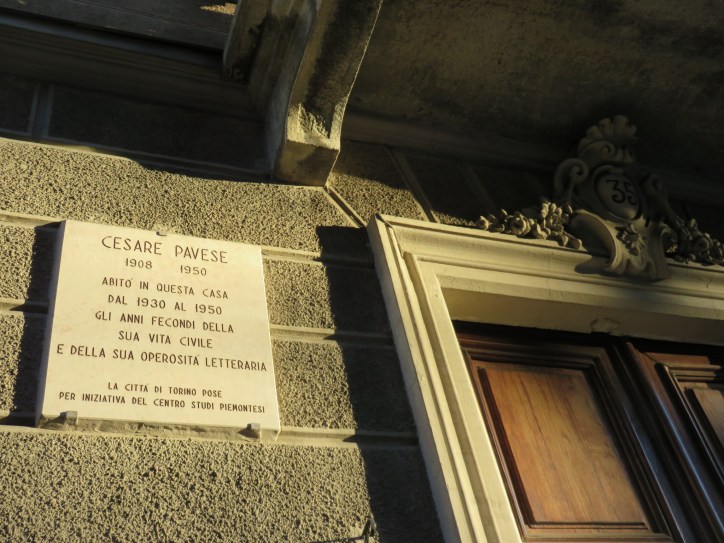 CESARE PAVESE
1908 1950
ABITÒ IN QUESTA CASA
DAL 1930 AL 1950
GLI ANNI FECONDI DELLA
SUA VITA CIVILE
E DELLA SUA OPEROSITÀ LETTERARIA
LA CITTÀ DI TORINO POSE
PER INIZIATIVA DEL CENTRO STUDI PIEMONTESI
35